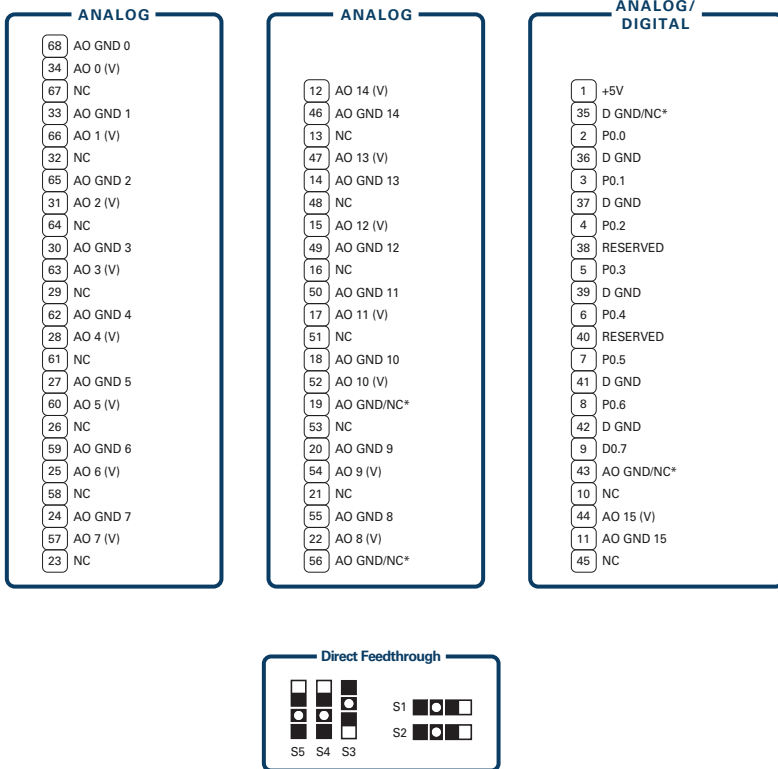 ANALOG
68 AO GND 0
34 AO 0 (V)
67 NC
33 AO GND 1
66 AO 1 (V)
32 NC
65 AO GND 2
31 AO 2 (V)
64 NC
30 AO GND 3
63 AO 3 (V)
29 NC
62 AO GND 4
28 AO 4 (V)
61 NC
27 AO GND 5
60 AO 5 (V)
26 NC
59 AO GND 6
25 AO 6 (V)
58 NC
24 AO GND 7
57 AO 7 (V)
23 NC
ANALOG
12 AO 14 (V)
46 AO GND 14
13 NC
47 AO 13 (V)
14 AO GND 13
48 NC
15 AO 12 (V)
49 AO GND 12
16 NC
50 AO GND 11
17 AO 11 (V)
51 NC
18 AO GND 10
52 AO 10 (V)
19 AO GND/NC*
53 NC
20 AO GND 9
54 AO 9 (V)
21 NC
55 AO GND 8
22 AO 8 (V)
56 AO GND/NC*
ANALOG/
DIGITAL
1 +5V
35 D GND/NC*
2 P0.0
36 D GND
3 P0.1
37 D GND
4 P0.2
38 RESERVED
5 P0.3
39 D GND
6 P0.4
40 RESERVED
7 P0.5
41 D GND
8 P0.6
42 D GND
9 D0.7
43 AO GND/NC*
10 NC
44 AO 15 (V)
11 AO GND 15
45 NC
Direct Feedthrough
S5 S4 S3
S1
S2